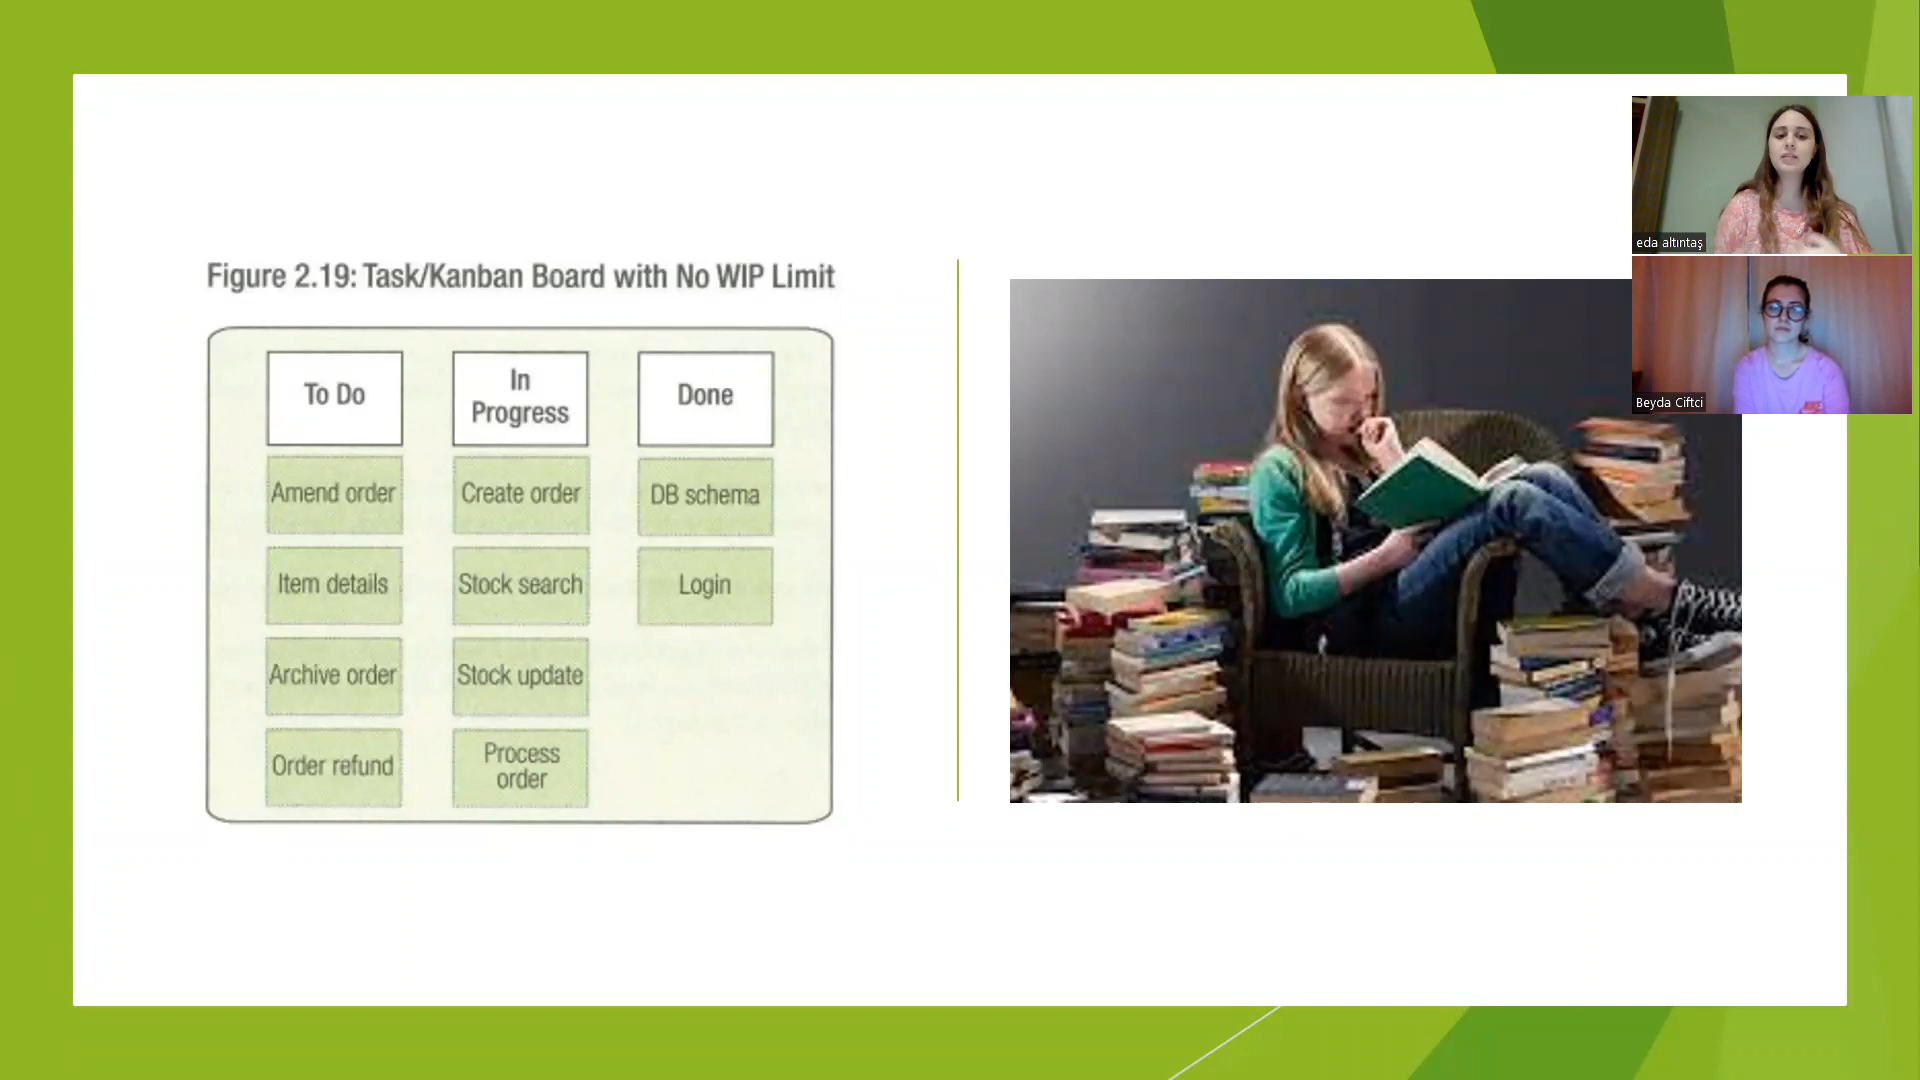 Figure 2.19: Task/Kanban Board with No WIP Limit
To Do
In
Progress
Done
Amend order
Create order
DB schema
Item details
Stock search
Login
Archive order
Stock update
Order refund
Process
order
eda altıntaş
Beyda Ciftci